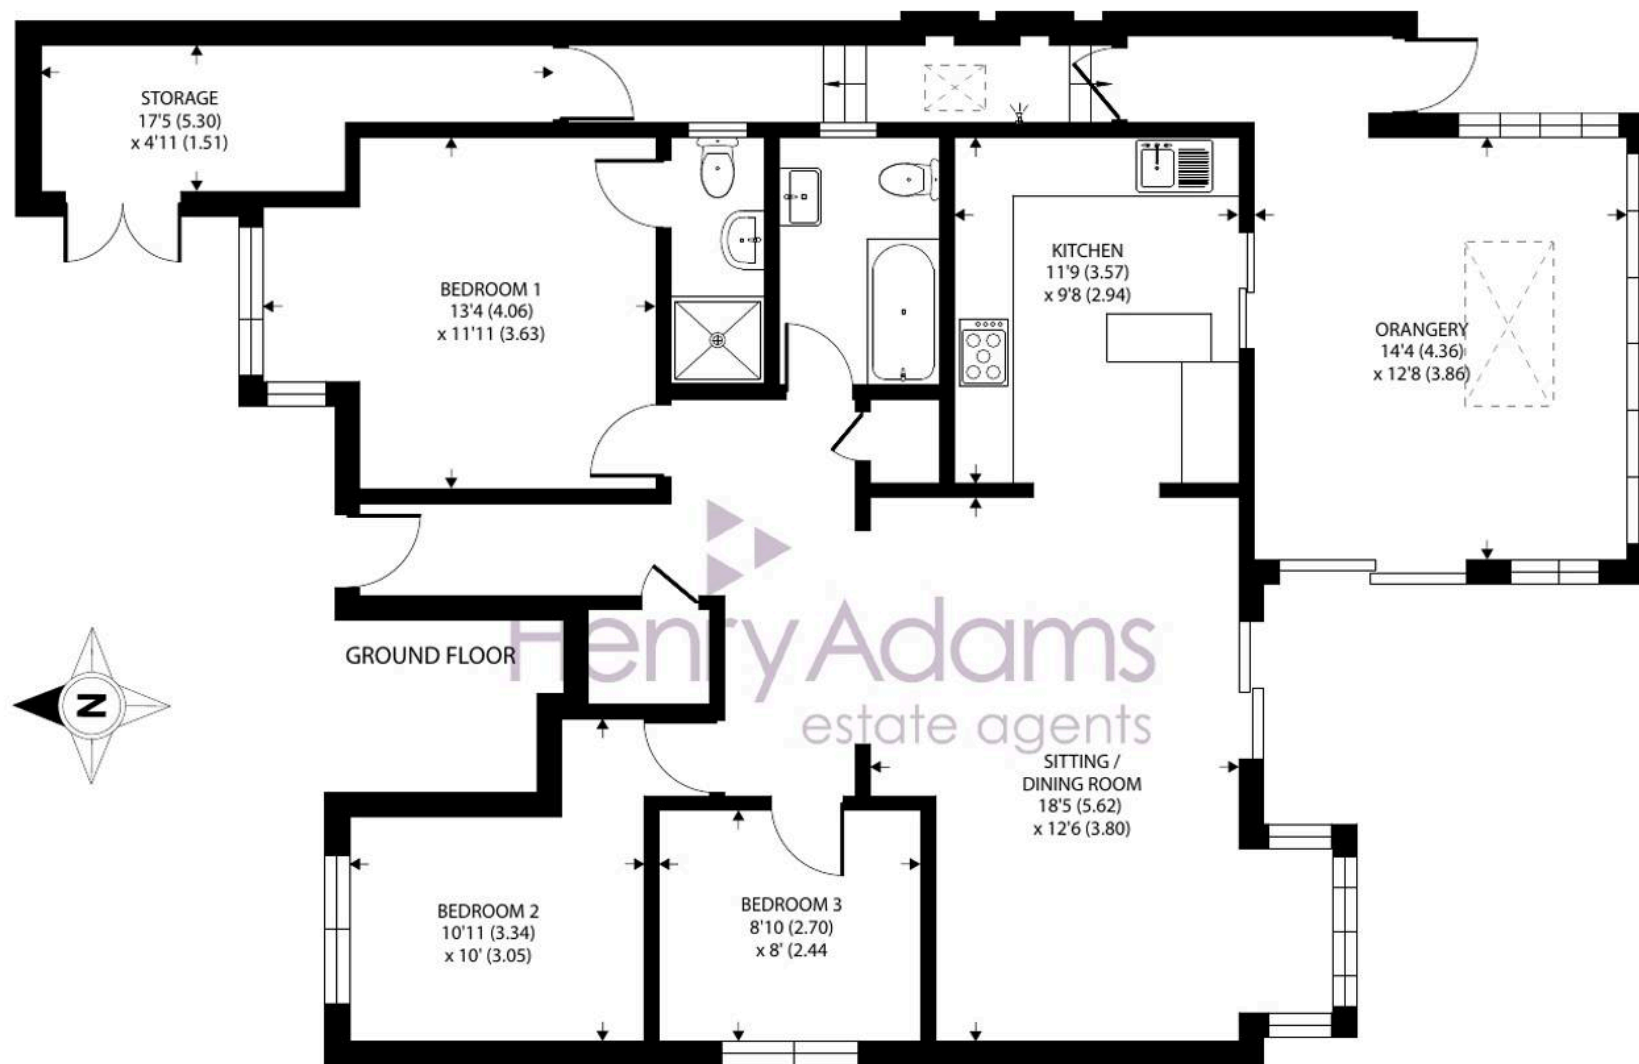 STORAGE
17'5 (5.30)
x 4'11 (1.51)
BEDROOM 1
13'4 (4.06)
x 11'11 (3.63)
KITCHEN
11'9 (3.57)
x 9'8 (2.94)
ORANGERY
14'4 (4.36)
x 12'8 (3.86)
GROUND FLOOR
Henry Adams
estate agents
N
SITTING /
DINING ROOM
18'5 (5.62)
x 12'6 (3.80)
BEDROOM 2
10'11 (3.34)
x 10' (3.05)
BEDROOM 3
8'10 (2.70)
x 8' (2.44